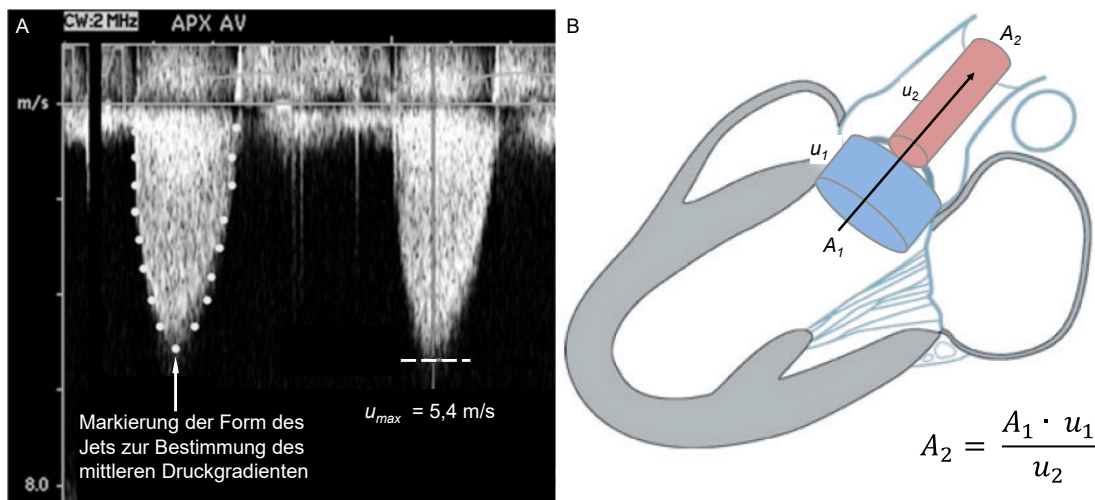 A
CW:2 MHz
APX AV
m/s
Markierung der Form des
Jets zur Bestimmung des
mittleren Druckgradienten
u_max = 5,4 m/s
8.0
B
A₂
u₂
u₁
A₁
A₂ = (A₁ · u₁) / u₂